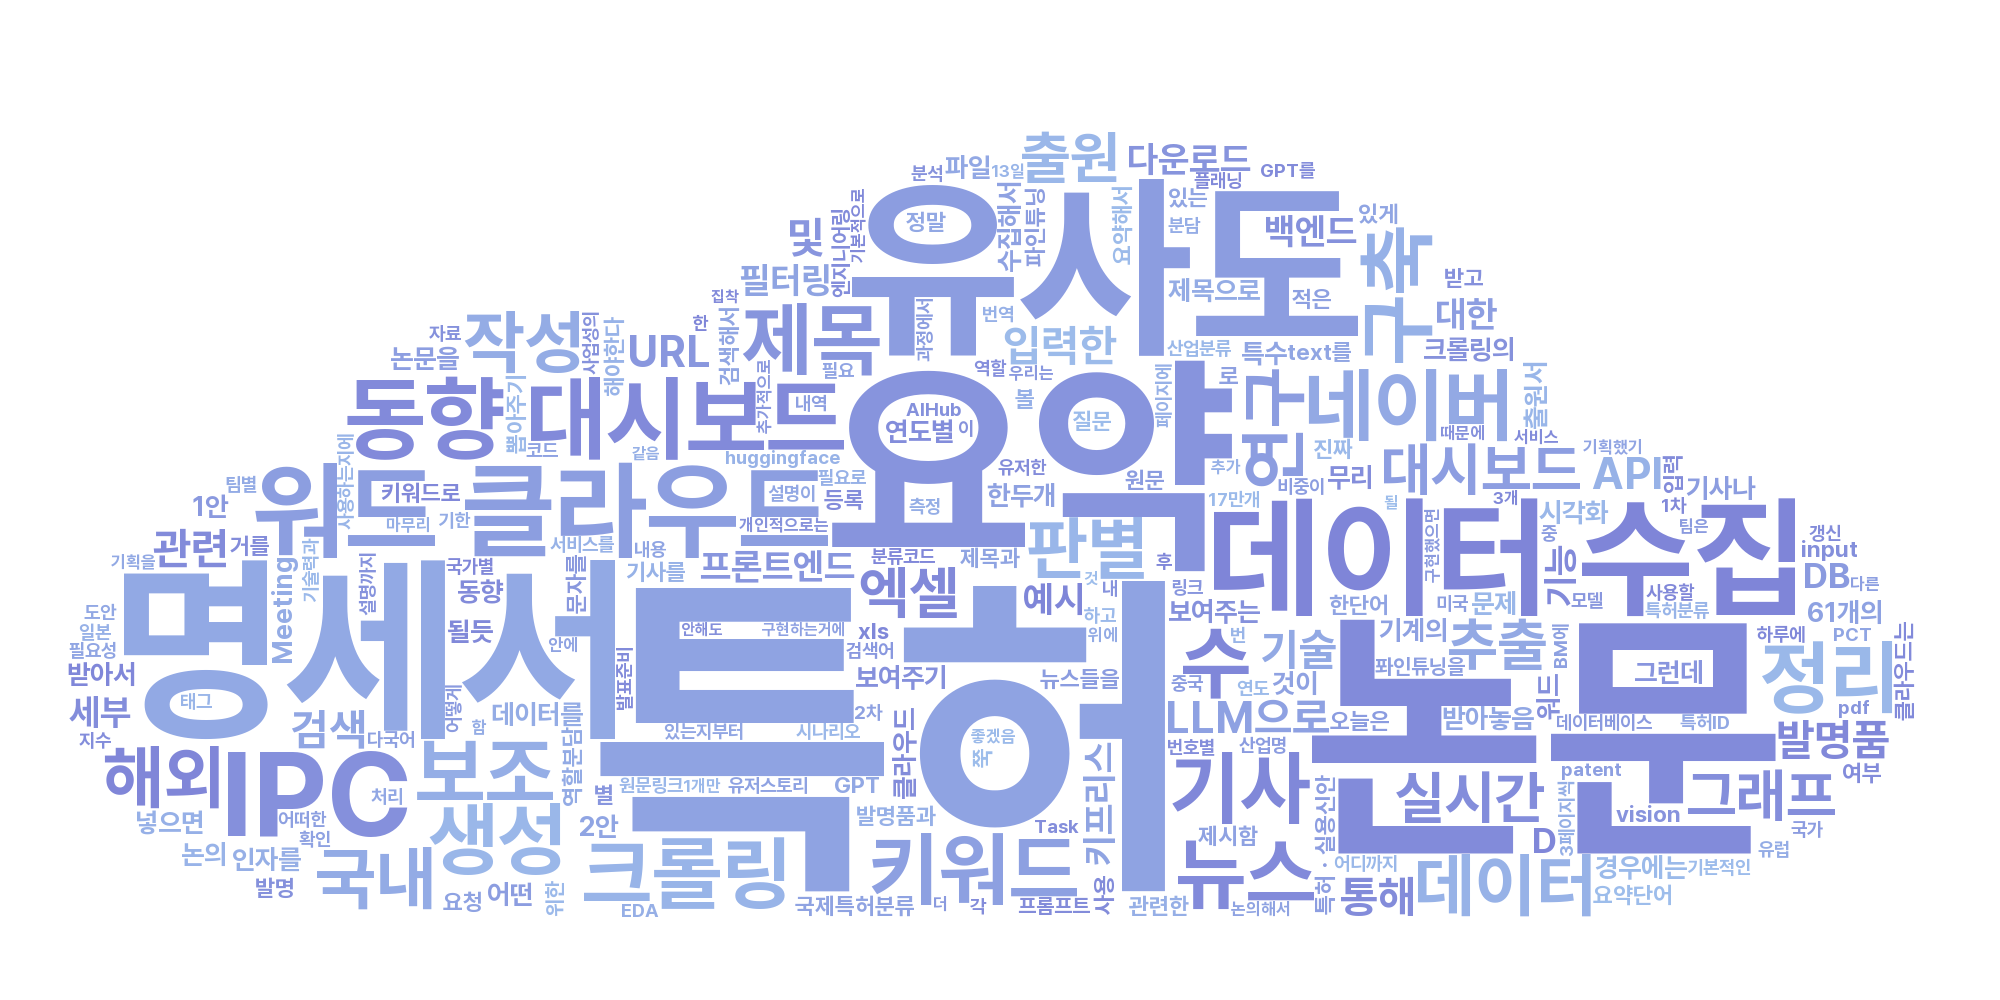 출원
다운로드
GPT를
플래닝
분석
파일
13일
유사도
정말
수집해서
파인튜닝
요약해서
있는
분담
백엔드
있게
구축
및
엔지니어링
기본적으로
필터링
집착
제목으로
적은
받고
대한
번역
과정에서
제목
한
검색해서
URL
입력한
산업분류
특수text를
크롤링의
자료
논문을
작성
사업성의
해야한다
필요
역할
우리는
로
동향
대시보드
뽑아주기
추가적으로
내역
코드
같음
huggingface
요약
AIHub
연도별
이
볼
질문
페이지에
연구
네이버
출원서
때문에
서비스
기획했기
진짜
무리
대시보드
API
입력
기사나
팀별
1안
워드클라우드
사용하는지에
키워드로
마무리
기한
설명이
필요로
등록
개인적으로는
측정
유저한
한두개
원문
추가
비중이
17만개
될
3개
시각화
1차
팀은
갱신
관련
거를
기획을
기술력과
서비스를
내용
분류코드
제목과
판별
후
데이터
수집
구현했으면
중
기능
input
DB
다른
명세서
Meeting
설명까지
국가별
동향
될듯
문자를
안에
기사를
프론트엔드
엑셀
예시
것
내
하고
위에
링크
보여주는
한단어
미국
문제
모델
사용할
특허분류
61개의
도안
일본
필요성
받아서
세부
지수
태그
검색
다국어
어떻게
함
데이터를
발표준비
안해도
구현하는거에
xls
검색어
보여주기
2차
뉴스들을
수
번
중국
기술
연도
것이
기계의
추출
퐈인튜닝을
BM에
하루에
PCT
그런데
정리
클라우드는
pdf
특허
있는지부터
시나리오
좋겠음
쭉
LLM으로
오늘은
받아놓음
워드
데이터베이스
특허ID
발명품
여부
논문
해외
IPC
처리
어떠한
확인
보조
역할분담
별
원문링크1개만
유저스토리
GPT
클라우드
발명품과
번호별
산업명
기사
실시간
patent
vision
그래프
국가
유럽
넣으면
논의
인자를
발명
국내
생성
2안
요청
어떤
위한
크롤링
EDA
국제특허분류
키워드
더
각
Task
프롬프트
키프리스
사용
관련한
제시함
뉴스
논의해서
특허·실용신안
어디까지
통해
D
데이터
3페이지씩
경우에는
기본적인
요약단어